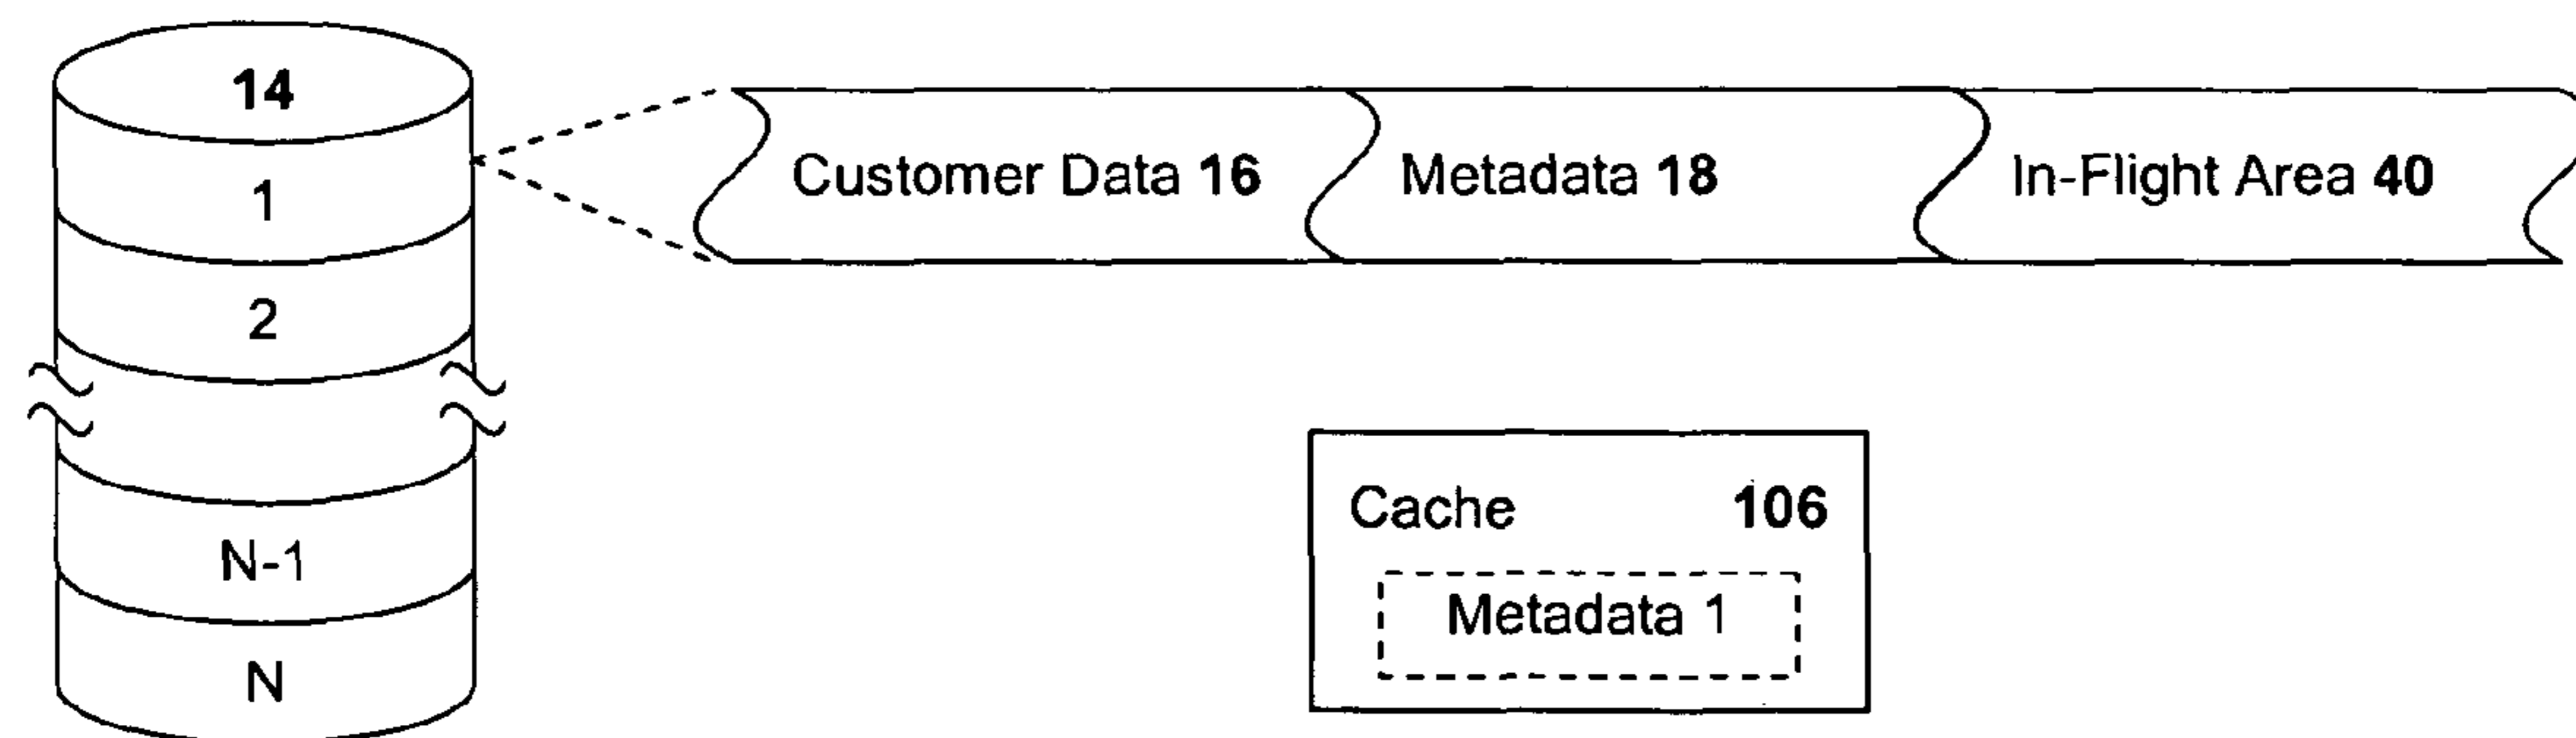 14
1
2
N-1
N
Customer Data 16
Metadata 18
In-Flight Area 40
Cache 106
Metadata 1